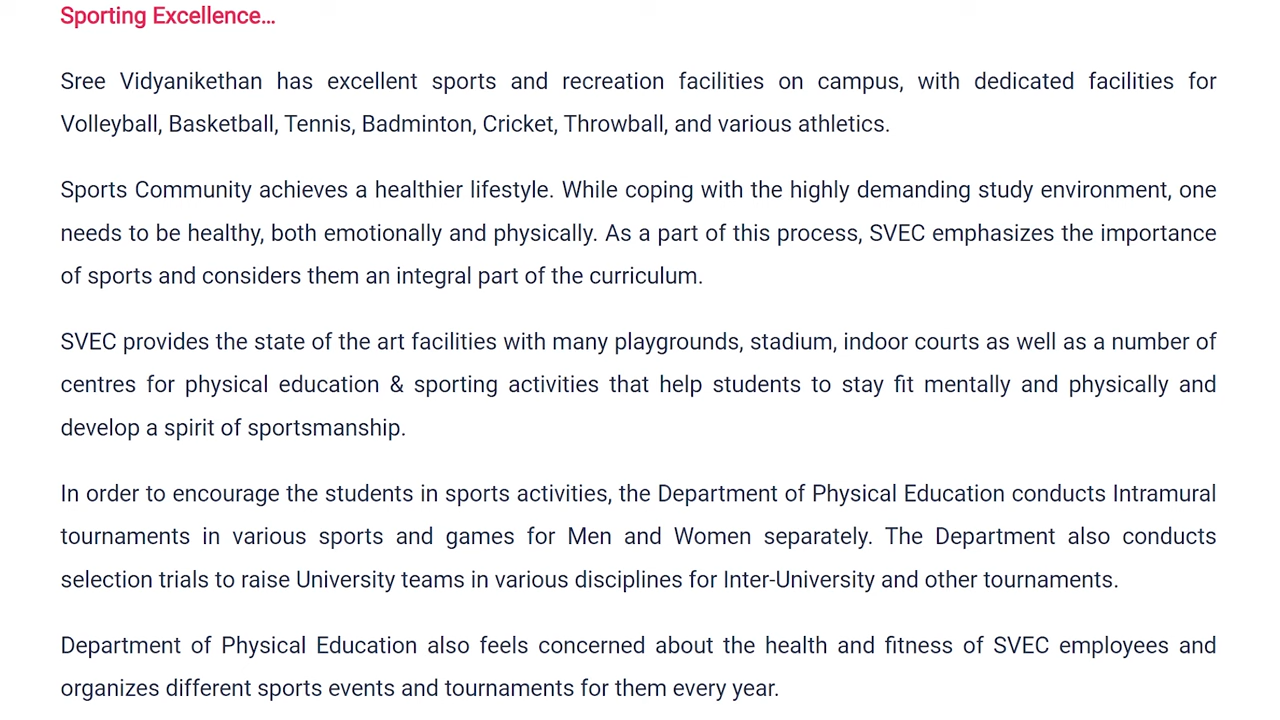 Sporting Excellence…
Sree Vidyanikethan has excellent sports and recreation facilities on campus, with dedicated facilities for
Volleyball, Basketball, Tennis, Badminton, Cricket, Throwball, and various athletics.
Sports Community achieves a healthier lifestyle. While coping with the highly demanding study environment, one
needs to be healthy, both emotionally and physically. As a part of this process, SVEC emphasizes the importance
of sports and considers them an integral part of the curriculum.
SVEC provides the state of the art facilities with many playgrounds, stadium, indoor courts as well as a number of
centres for physical education & sporting activities that help students to stay fit mentally and physically and
develop a spirit of sportsmanship.
In order to encourage the students in sports activities, the Department of Physical Education conducts Intramural
tournaments in various sports and games for Men and Women separately. The Department also conducts
selection trials to raise University teams in various disciplines for Inter-University and other tournaments.
Department of Physical Education also feels concerned about the health and fitness of SVEC employees and
organizes different sports events and tournaments for them every year.